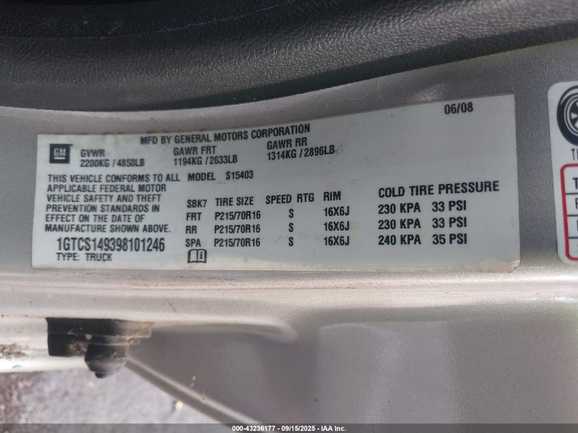 06/08
GM
MFD BY GENERAL MOTORS CORPORATION
GVWR GAWR FRT GAWR RR
2200KG / 4850LB 1194KG / 2633LB 1314KG / 2896LB
THIS VEHICLE CONFORMS TO ALL MODEL S15403
APPLICABLE FEDERAL MOTOR
VEHICLE SAFETY AND THEFT
PREVENTION STANDARDS IN
EFFECT ON THE DATE OF
MANUFACTURE SHOWN ABOVE.
1GTCS149398101246
TYPE: TRUCK
S8K7 TIRE SIZE SPEED RTG RIM COLD TIRE PRESSURE
FRT P215/70R16 S 16X6J 230 KPA 33 PSI
RR P215/70R16 S 16X6J 230 KPA 33 PSI
SPA P215/70R16 S 16X6J 240 KPA 35 PSI
000-43236177 - 09/15/2025 - IAA Inc.